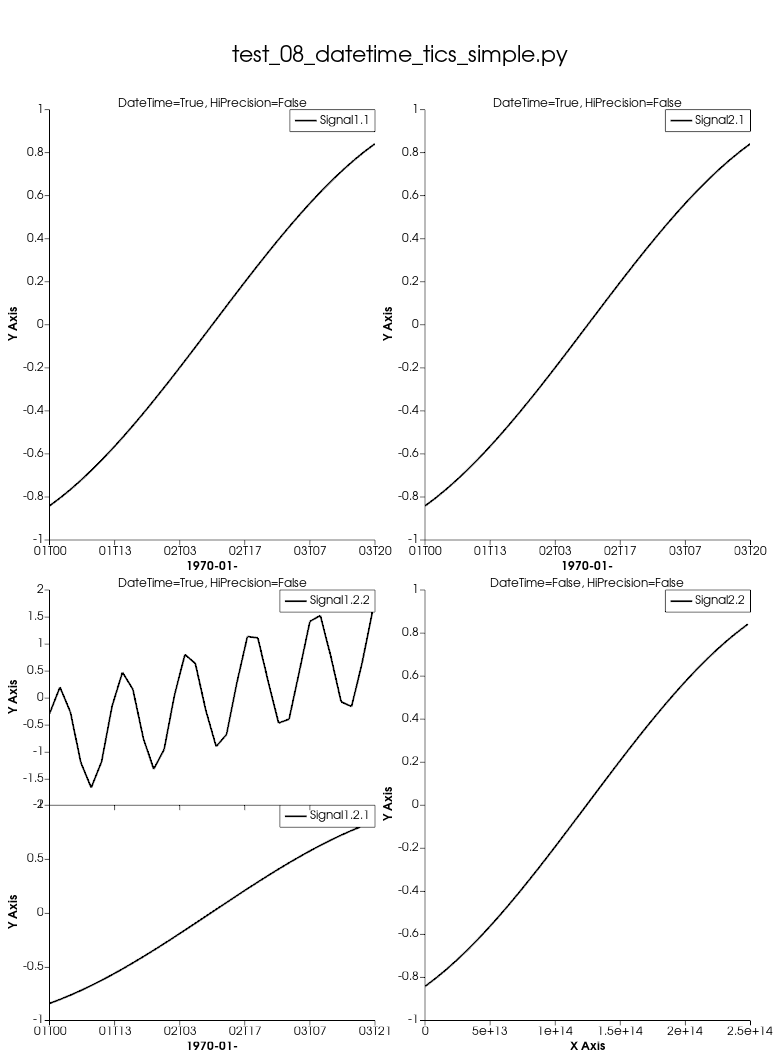 test_08_datetime_tics_simple.py
DateTime=True, HiPrecision=False
Signal1.1
1
0.8
0.6
0.4
0.2
0
-0.2
-0.4
-0.6
-0.8
-1
Y Axis
01T00 01T13 02T03 02T17 03T07 03T20
1970-01-
DateTime=True, HiPrecision=False
Signal2.1
1
0.8
0.6
0.4
0.2
0
-0.2
-0.4
-0.6
-0.8
-1
Y Axis
01T00 01T13 02T03 02T17 03T07 03T20
1970-01-
DateTime=True, HiPrecision=False
Signal1.2.2
2
1.5
1
0.5
0
-0.5
-1
-1.5
-2
Y Axis
Signal1.2.1
1
0.5
0
-0.5
-1
Y Axis
01T00 01T13 02T03 02T17 03T07 03T21
1970-01-
DateTime=False, HiPrecision=False
Signal2.2
1
0.8
0.6
0.4
0.2
0
-0.2
-0.4
-0.6
-0.8
-1
Y Axis
0 5e+13 1e+14 1.5e+14 2e+14 2.5e+14
X Axis